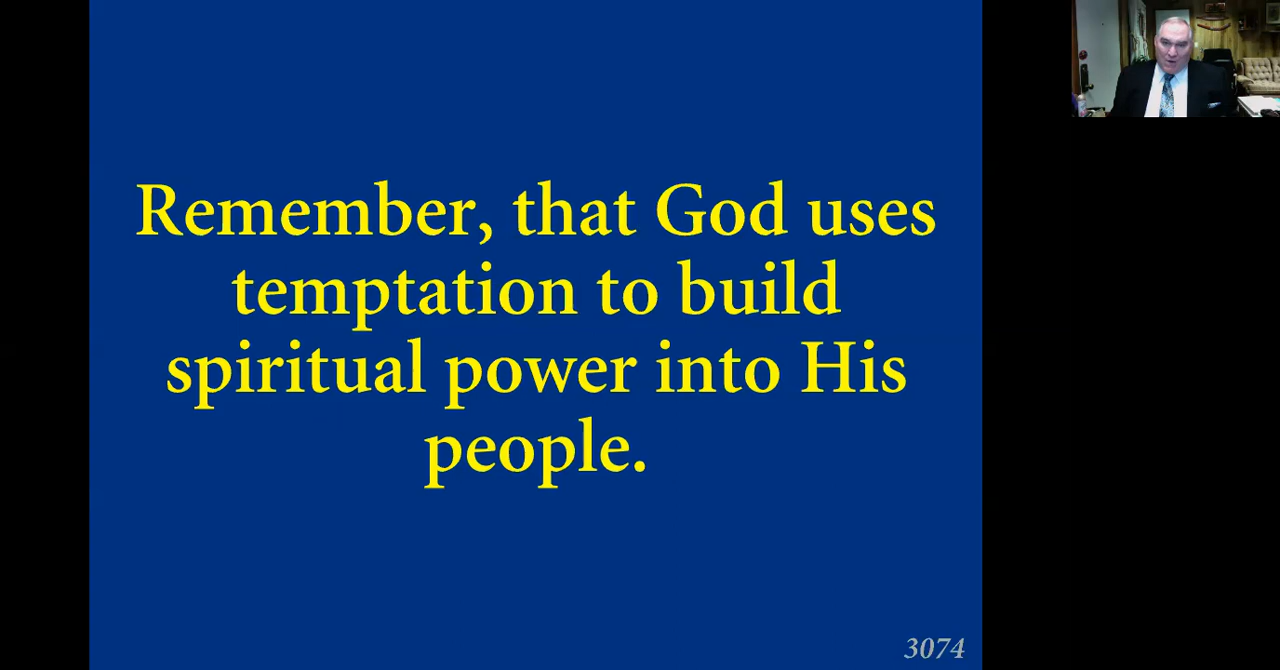 Remember, that God uses
temptation to build
spiritual power into His
people.
3074